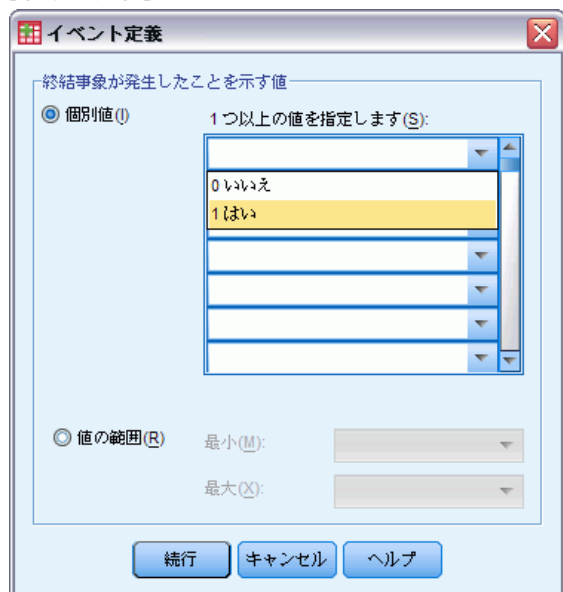 イベント定義
終結事象が発生したことを示す値
個別値(I)
1 つ以上の値を指定します(S):
0 いいえ
1 はい
値の範囲(R)
最小(M):
最大(X):
続行
キャンセル
ヘルプ